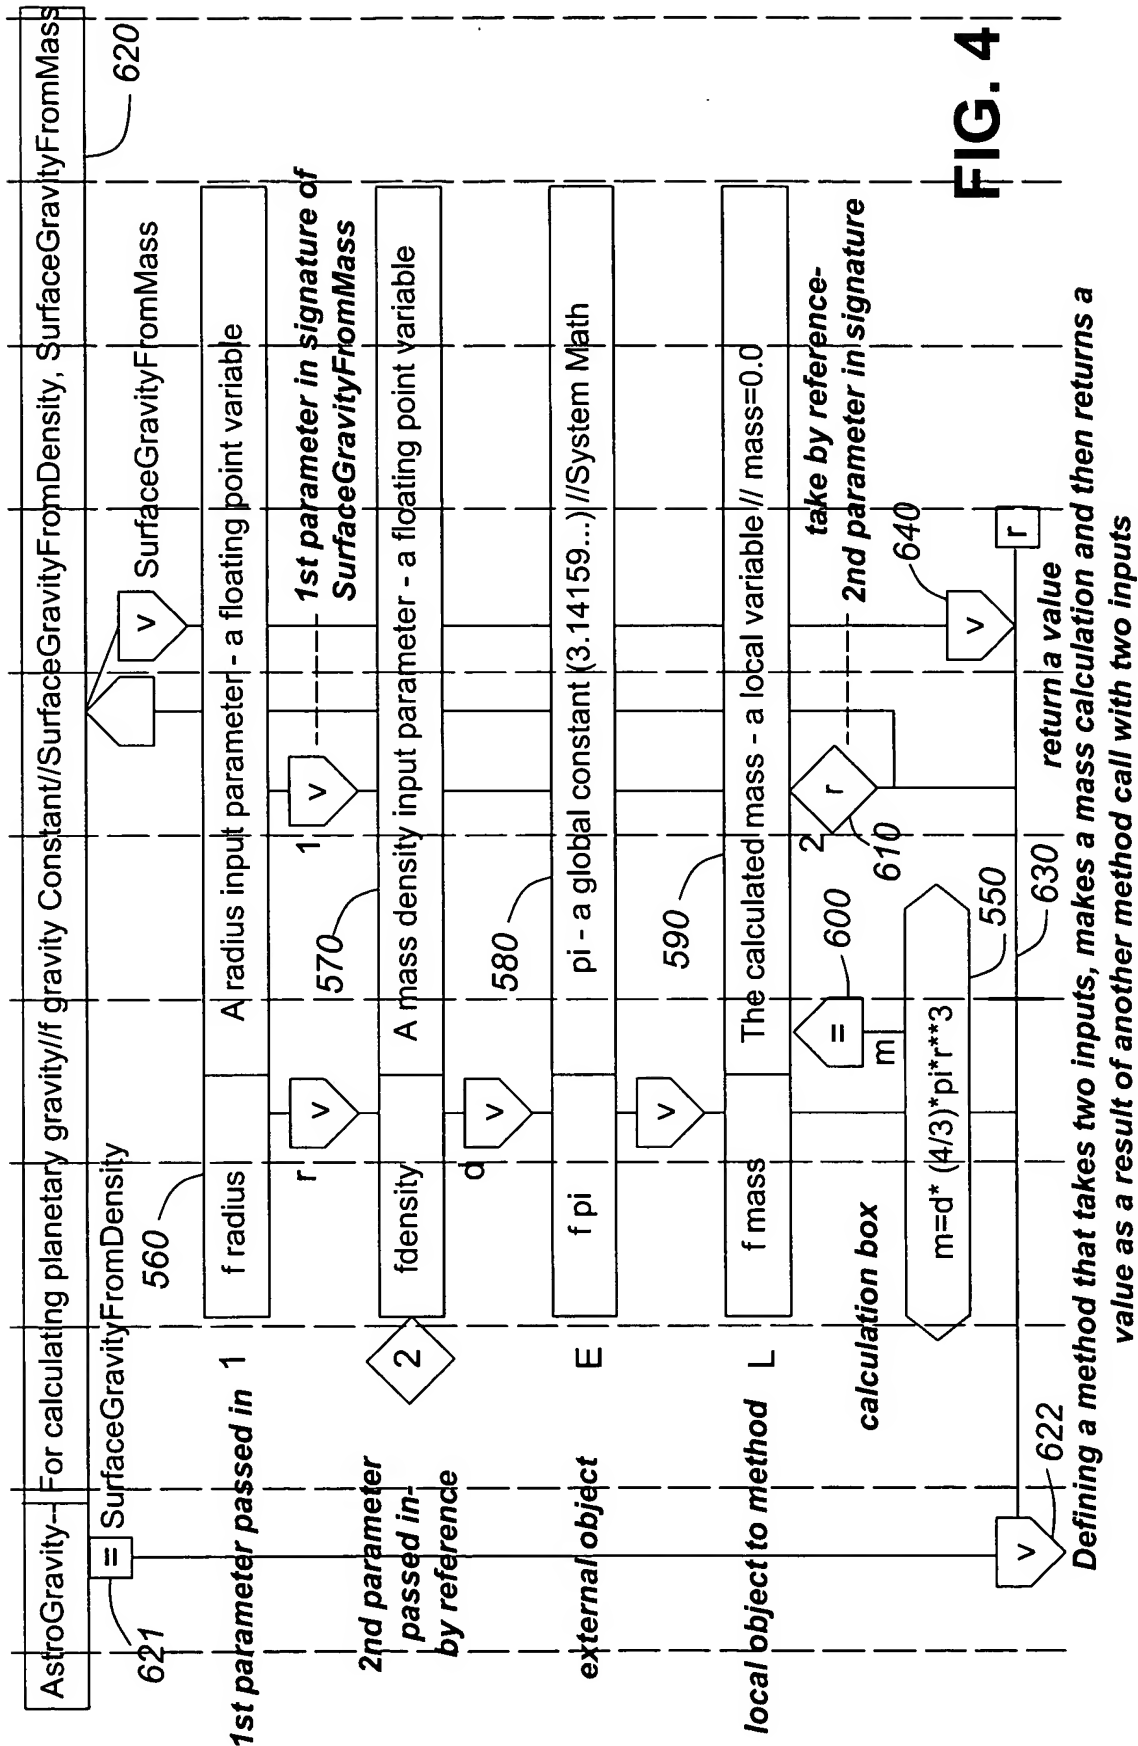 AstroGravity-- For calculating planetary gravity//f gravity Constant//SurfaceGravityFromDensity, SurfaceGravityFromMass
620
=
SurfaceGravityFromDensity
v
SurfaceGravityFromMass
621
560
1st parameter passed in
1
f radius
A radius input parameter- a floating point variable
r
v
1
v
1st parameter in signature of
SurfaceGravityFromMass
570
2nd parameter
passed in-
by reference
2
fdensity
A mass density input parameter - a floating point variable
d
v
580
external object
E
f pi
pi - a global constant (3.14159...) //System Math
v
590
local object to method
L
f mass
The calculated mass - a local variable // mass=0.0
=
m
600
2
r
610
take by reference-
2nd parameter in signature
calculation box
m=d* (4/3)*pi*r**3
550
640
v
v
622
630
r
return a value
Defining a method that takes two inputs, makes a mass calculation and then returns a
value as a result of another method call with two inputs
FIG. 4